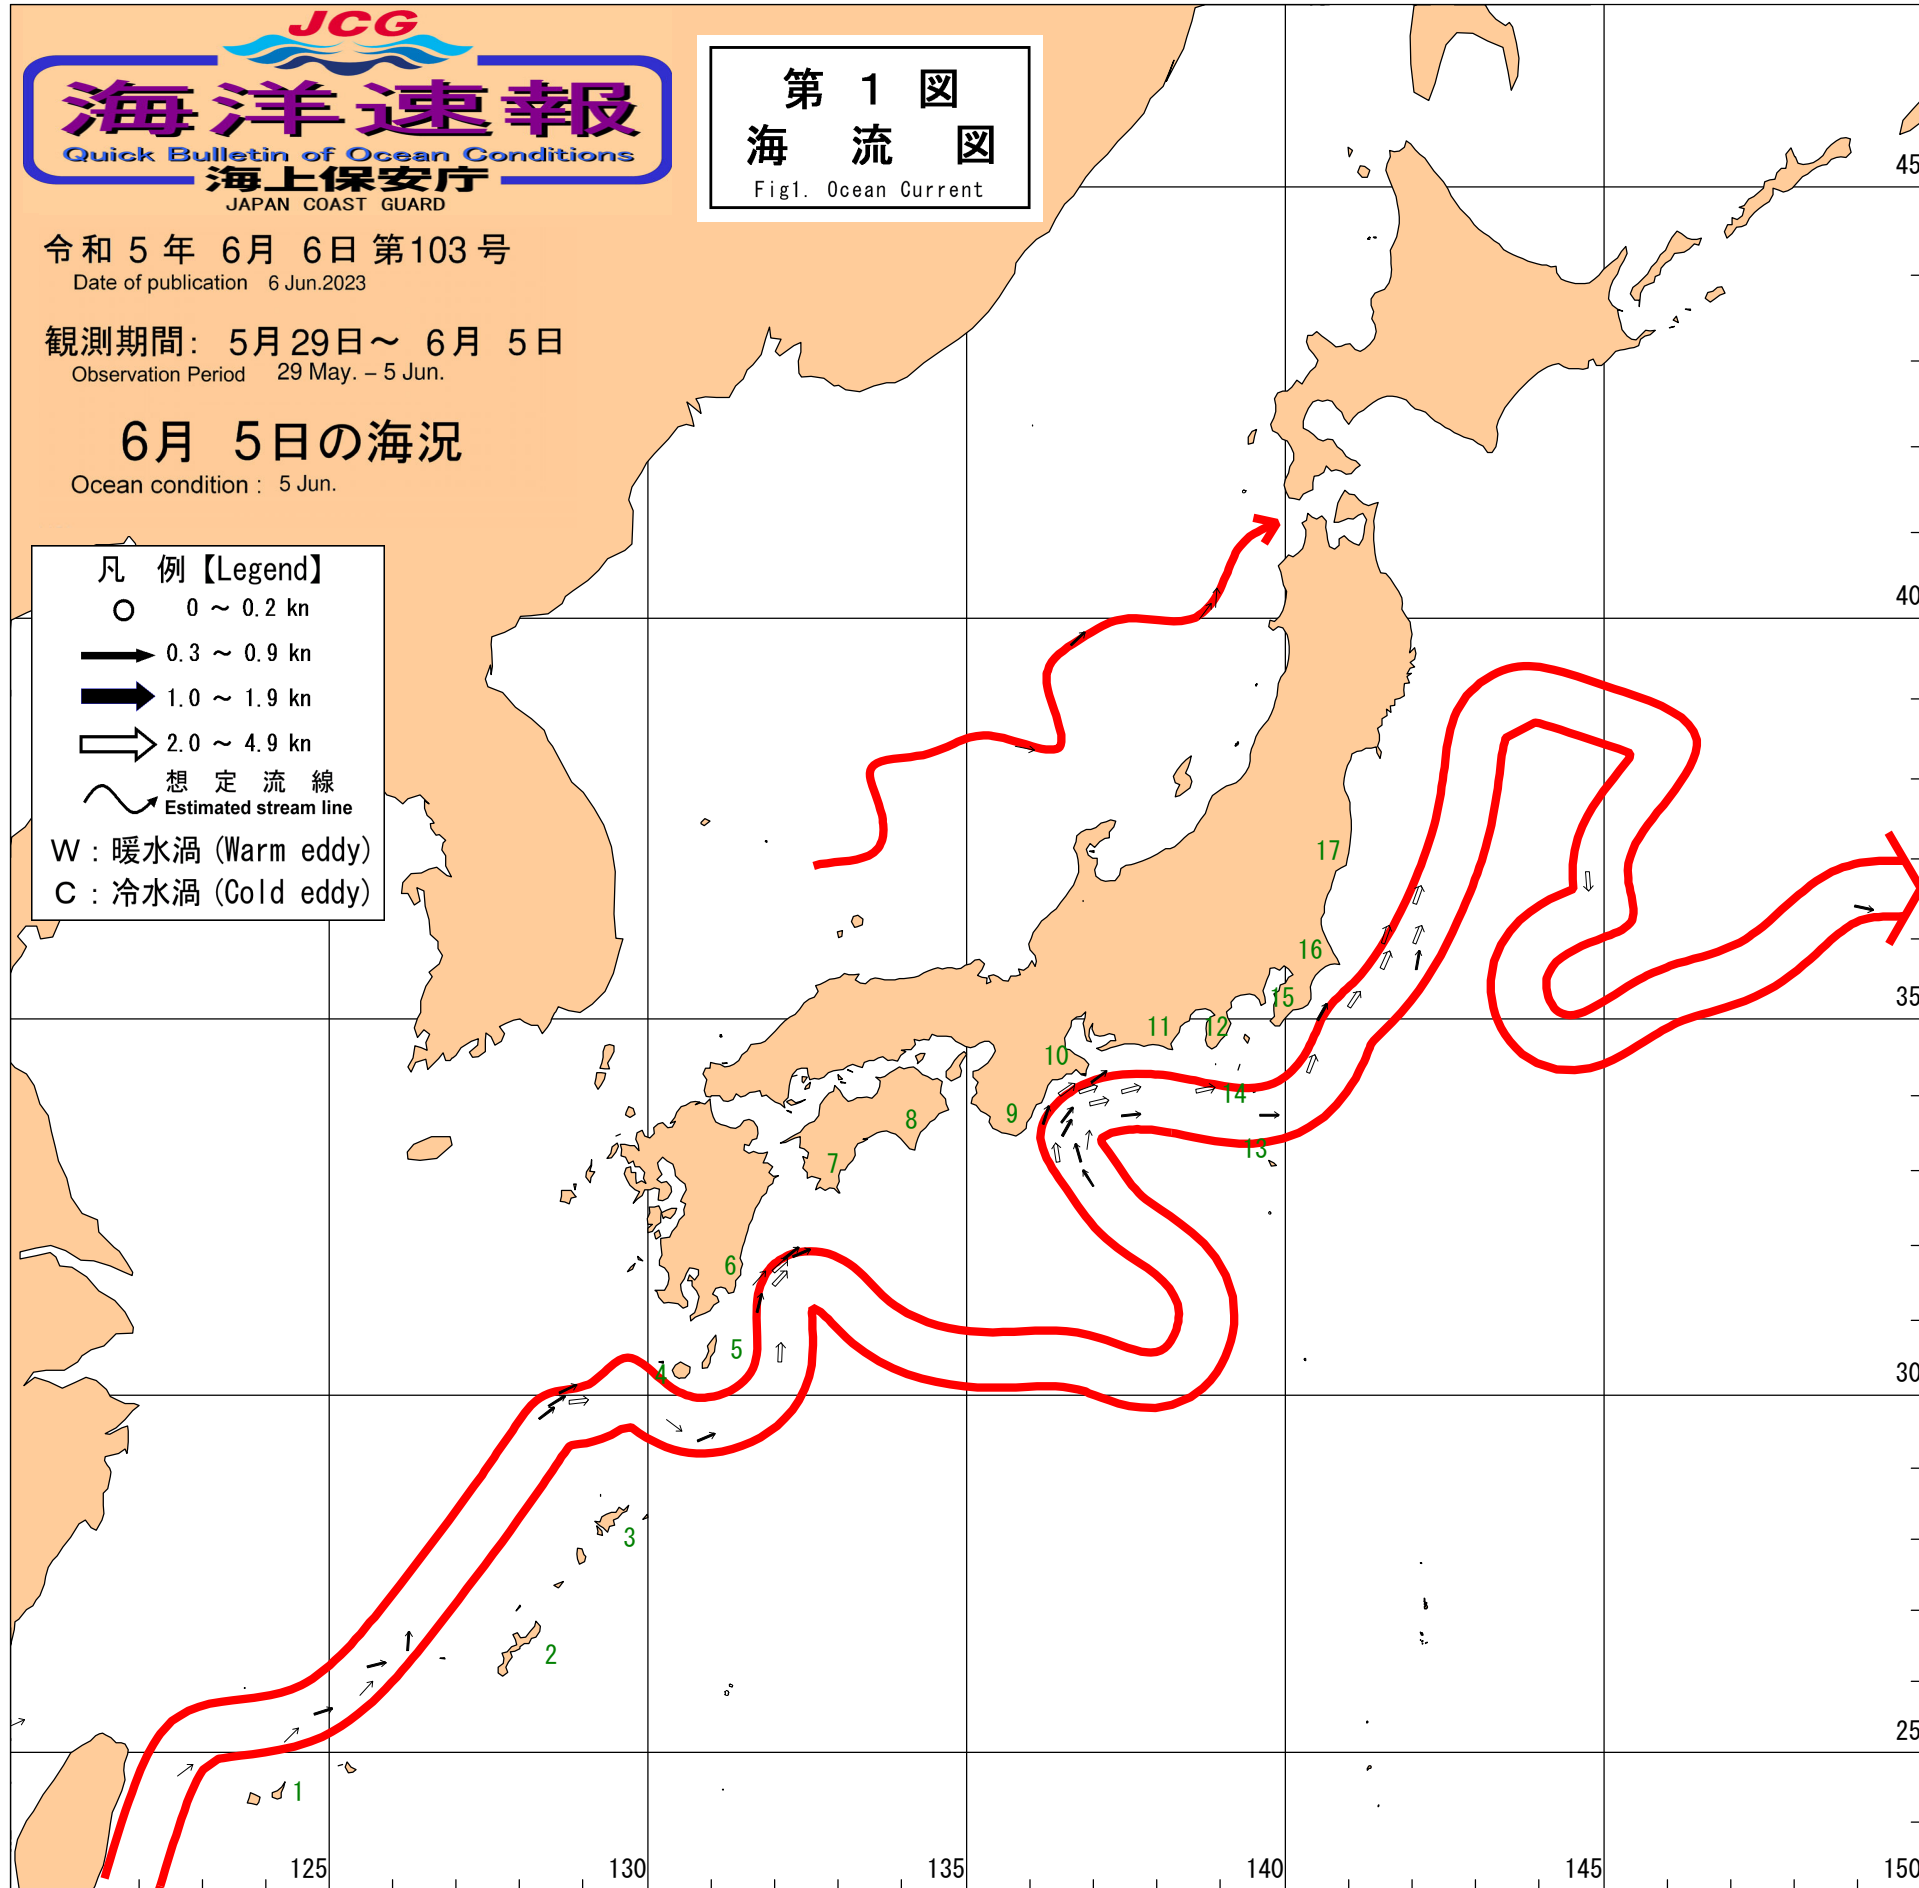 JCG
海洋速報
Quick Bulletin of Ocean Conditions
海上保安庁
JAPAN COAST GUARD
令和 5 年 6月 6日 第103 号
Date of publication 6 Jun.2023
観測期間: 5月29日~ 6月 5日
Observation Period 29 May. – 5 Jun.
6月 5日の海況
Ocean condition : 5 Jun.
第 1 図
海 流 図
Fig1. Ocean Current
凡 例【Legend】
0 ~ 0.2 kn
0.3 ~ 0.9 kn
1.0 ~ 1.9 kn
2.0 ~ 4.9 kn
想 定 流 線
Estimated stream line
W : 暖水渦 (Warm eddy)
C : 冷水渦 (Cold eddy)
45
40
35
30
25
17
16
15
12
11
10
14
13
9
8
7
6
5
4
3
2
1
125
130
135
140
145
150